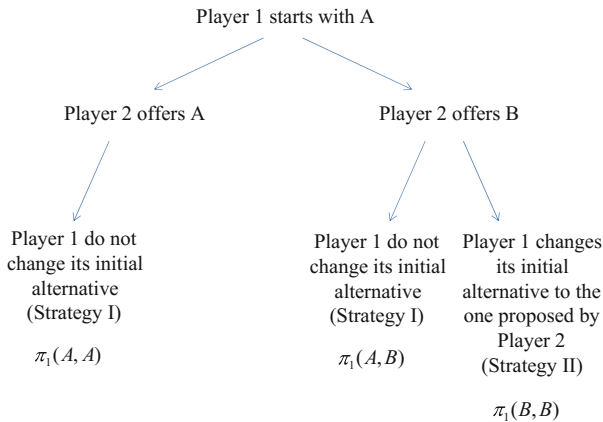 Player 1 starts with A
Player 2 offers A
Player 2 offers B
Player 1 do not
change its initial
alternative
(Strategy I)
π₁(A, A)
Player 1 do not
change its initial
alternative
(Strategy I)
π₁(A, B)
Player 1 changes
its initial
alternative to the
one proposed by
Player 2
(Strategy II)
π₁(B, B)